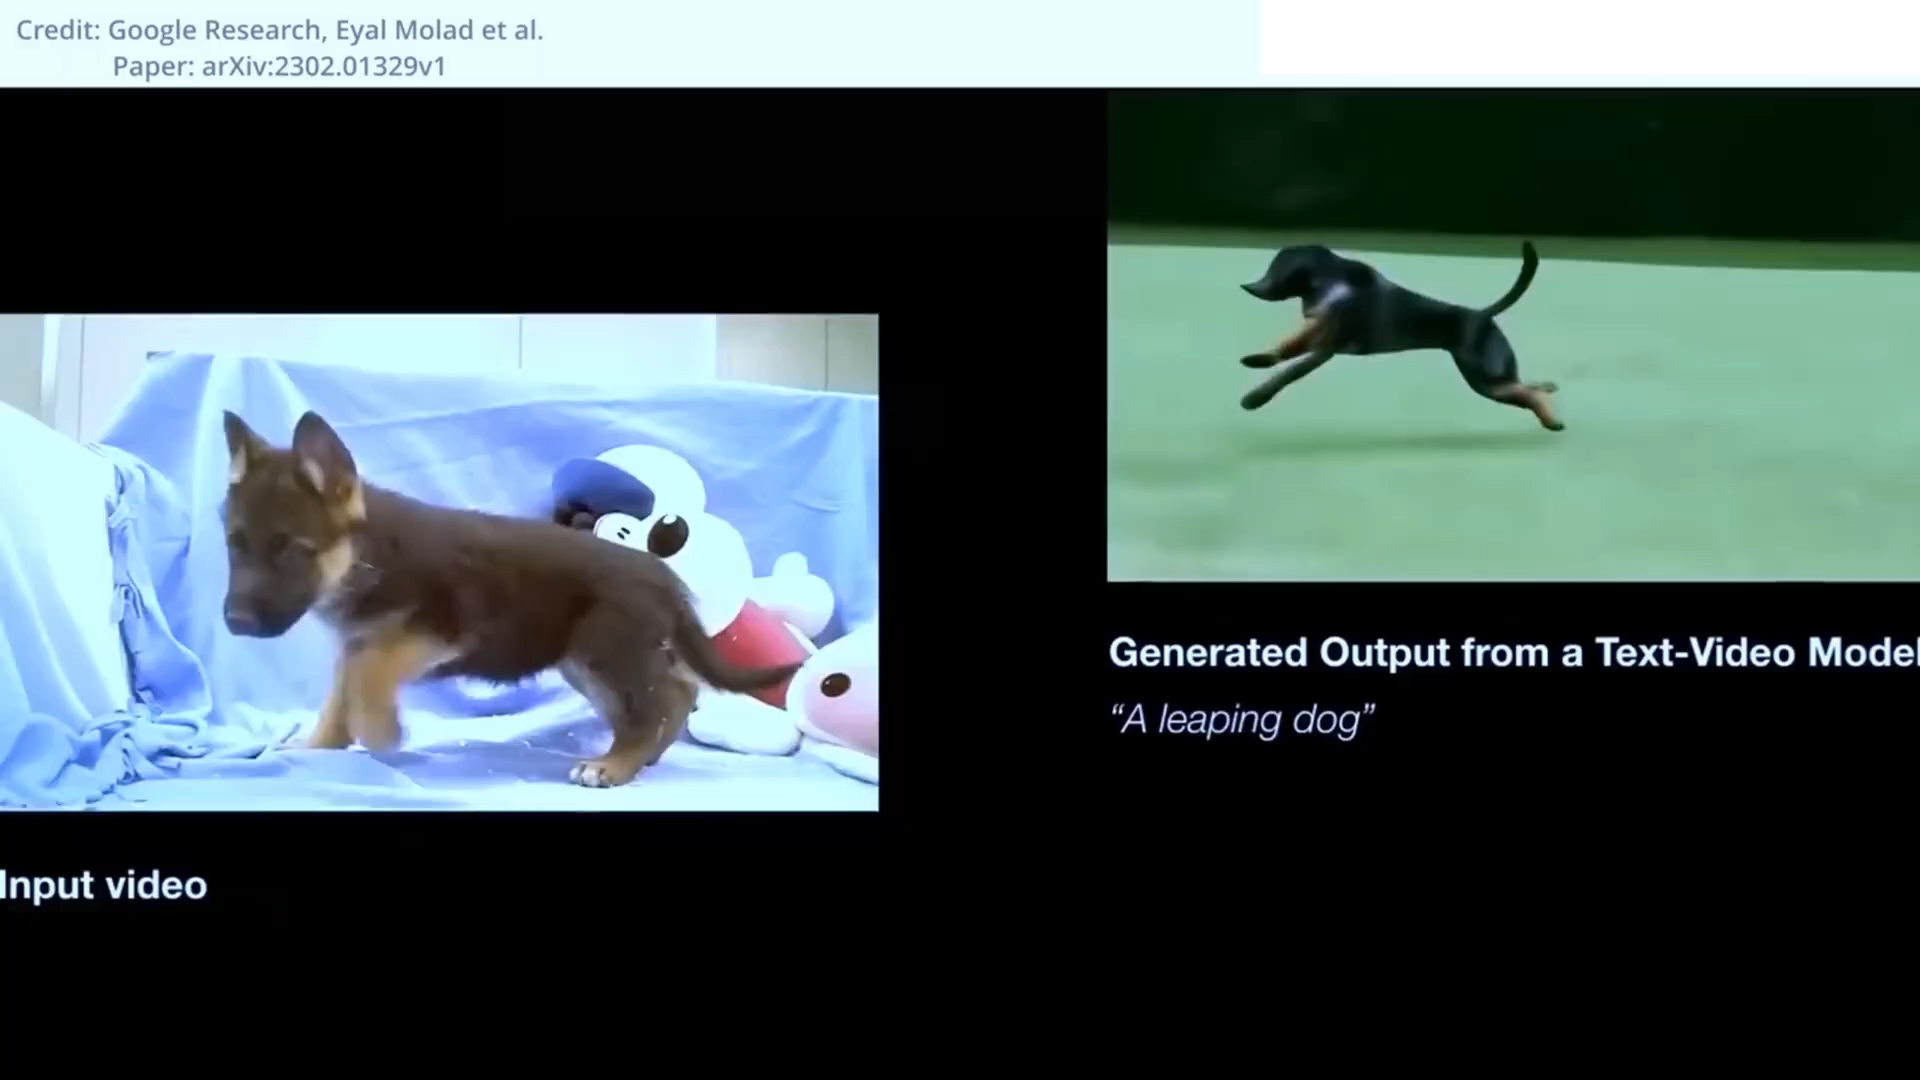 Credit: Google Research, Eyal Molad et al.
Paper: arXiv:2302.01329v1
Generated Output from a Text-Video Model
“A leaping dog”
Input video